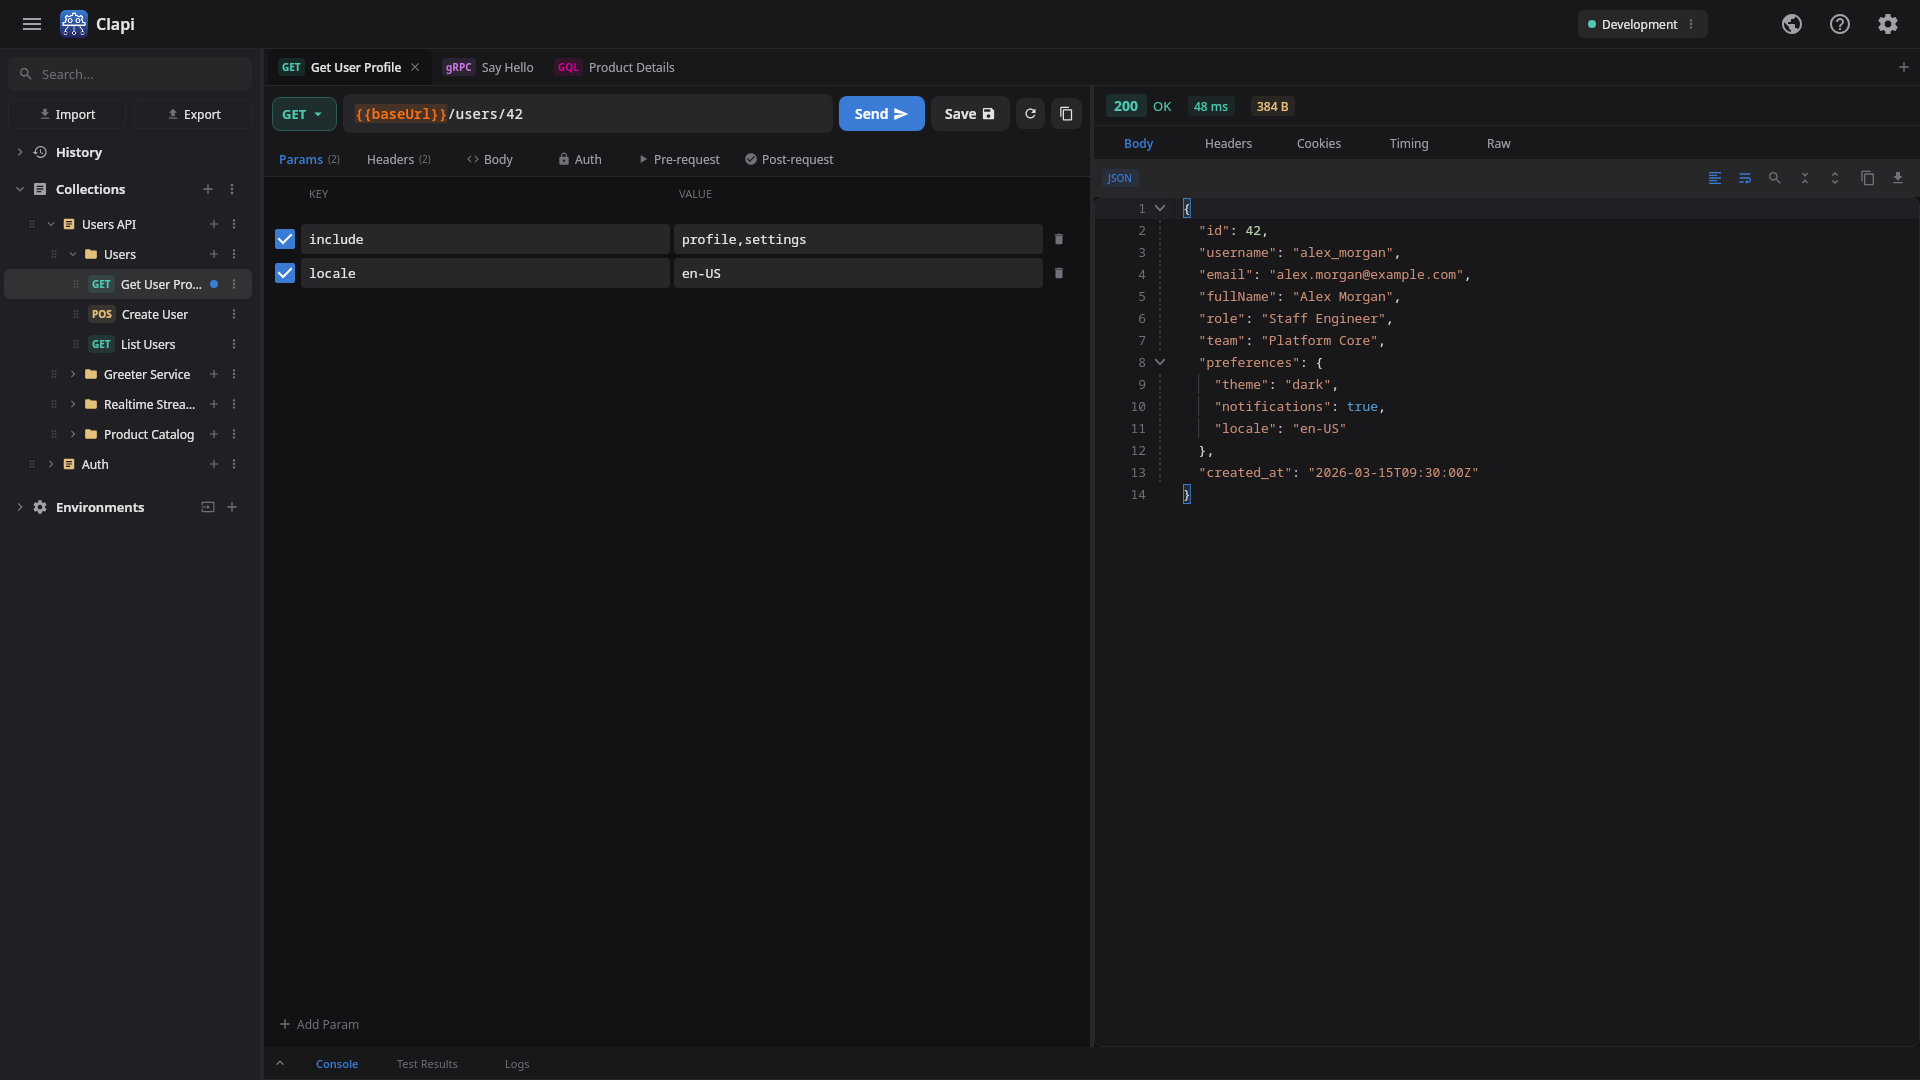 Clapi
Development
Search...
Import
Export
History
Collections
Users API
Users
GET Get User Pro...
POS Create User
GET List Users
Greeter Service
Realtime Strea...
Product Catalog
Auth
Environments
GET Get User Profile
gRPC Say Hello
GQL Product Details
GET {{baseUrl}}/users/42 Send Save
Params (2) Headers (2) <> Body Auth Pre-request Post-request
KEY VALUE
include profile,settings
locale en-US
Add Param
200 OK 48 ms 384 B
Body Headers Cookies Timing Raw
JSON
1 {
2 "id": 42,
3 "username": "alex_morgan",
4 "email": "alex.morgan@example.com",
5 "fullName": "Alex Morgan",
6 "role": "Staff Engineer",
7 "team": "Platform Core",
8 "preferences": {
9 "theme": "dark",
10 "notifications": true,
11 "locale": "en-US"
12 },
13 "created_at": "2026-03-15T09:30:00Z"
14 }
Console Test Results Logs